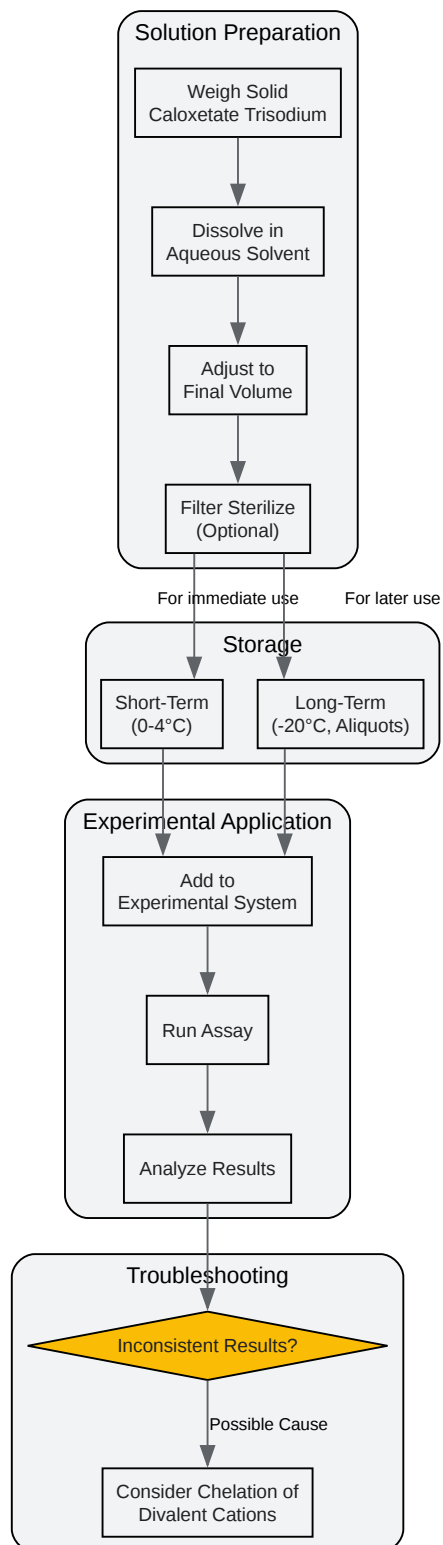 Solution Preparation
Weigh Solid
Caloxetate Trisodium
Dissolve in
Aqueous Solvent
Adjust to
Final Volume
Filter Sterilize
(Optional)
For immediate use
For later use
Storage
Short-Term
(0-4°C)
Long-Term
(-20°C, Aliquots)
Experimental Application
Add to
Experimental System
Run Assay
Analyze Results
Troubleshooting
Inconsistent Results?
Possible Cause
Consider Chelation of
Divalent Cations